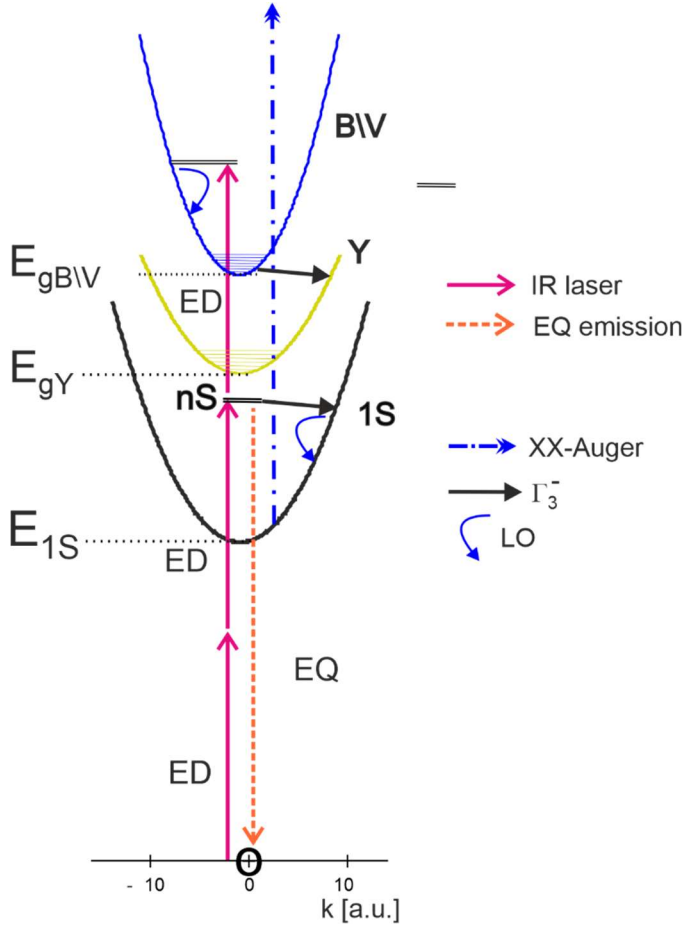 B\V
Y
E_gB\V
ED
IR laser
EQ emission
E_gY
nS
1S
XX-Auger
Γ₃⁻
E_1S
LO
ED
EQ
ED
O
- 10 0 10
k [a.u.]